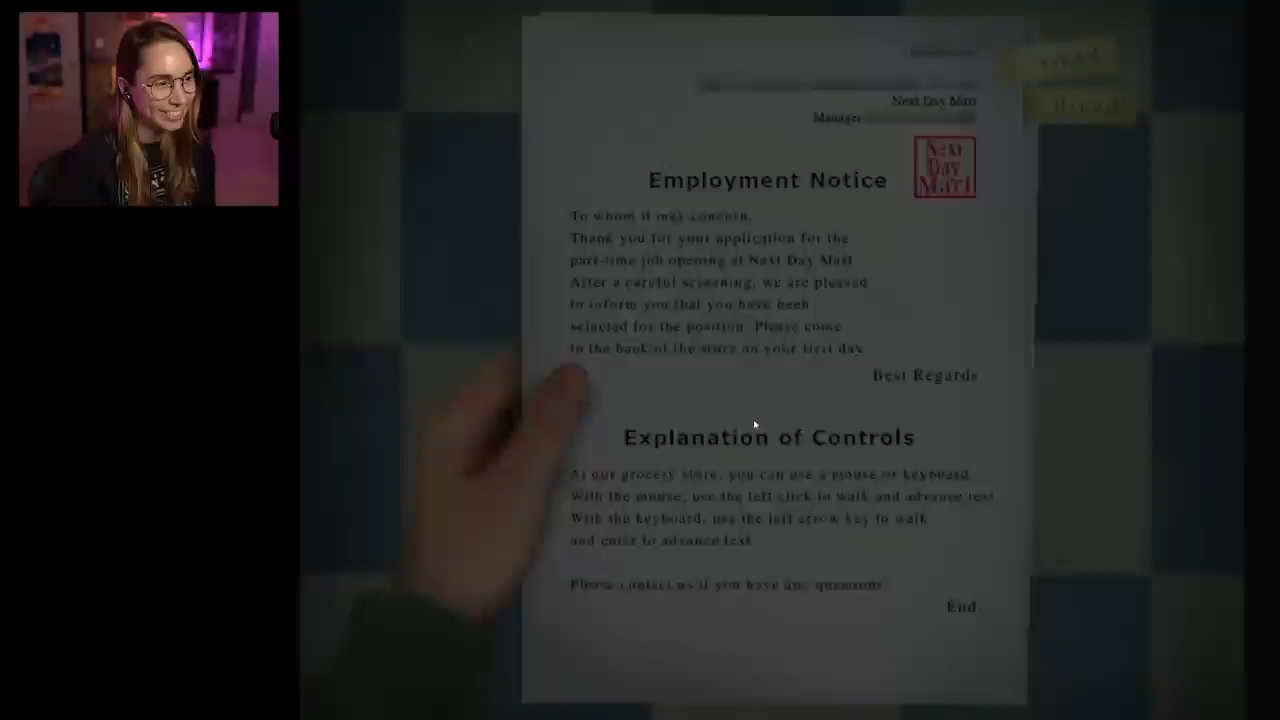 Next Day Mart
Manager
Next
Day
Mart
Employment Notice
To whom it may concern,
Thank you for your application for the
part-time job opening at Next Day Mart
After a careful screening, we are pleased
to inform you that you have been
selected for the position. Please come
to the back of the store on your first day
Best Regards
Explanation of Controls
At our grocery store, you can use a mouse or keyboard.
With the mouse, use the left click to walk and advance text
With the keyboard, use the left arrow key to walk
and enter to advance text
Please contact us if you have any questions
End